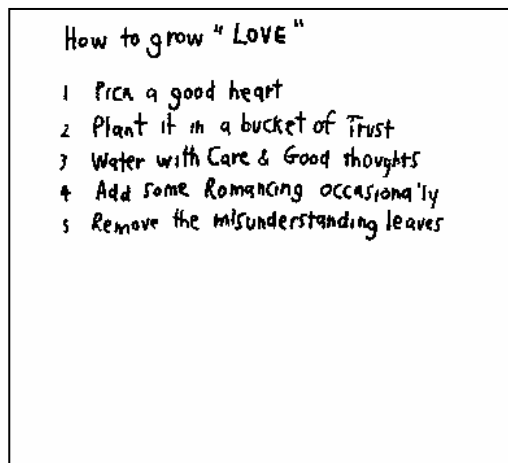 How to grow "LOVE"
1 Pick a good heart
2 Plant it in a bucket of Trust
3 Water with Care & Good thoughts
4 Add some Romancing occasionally
5 Remove the misunderstanding leaves